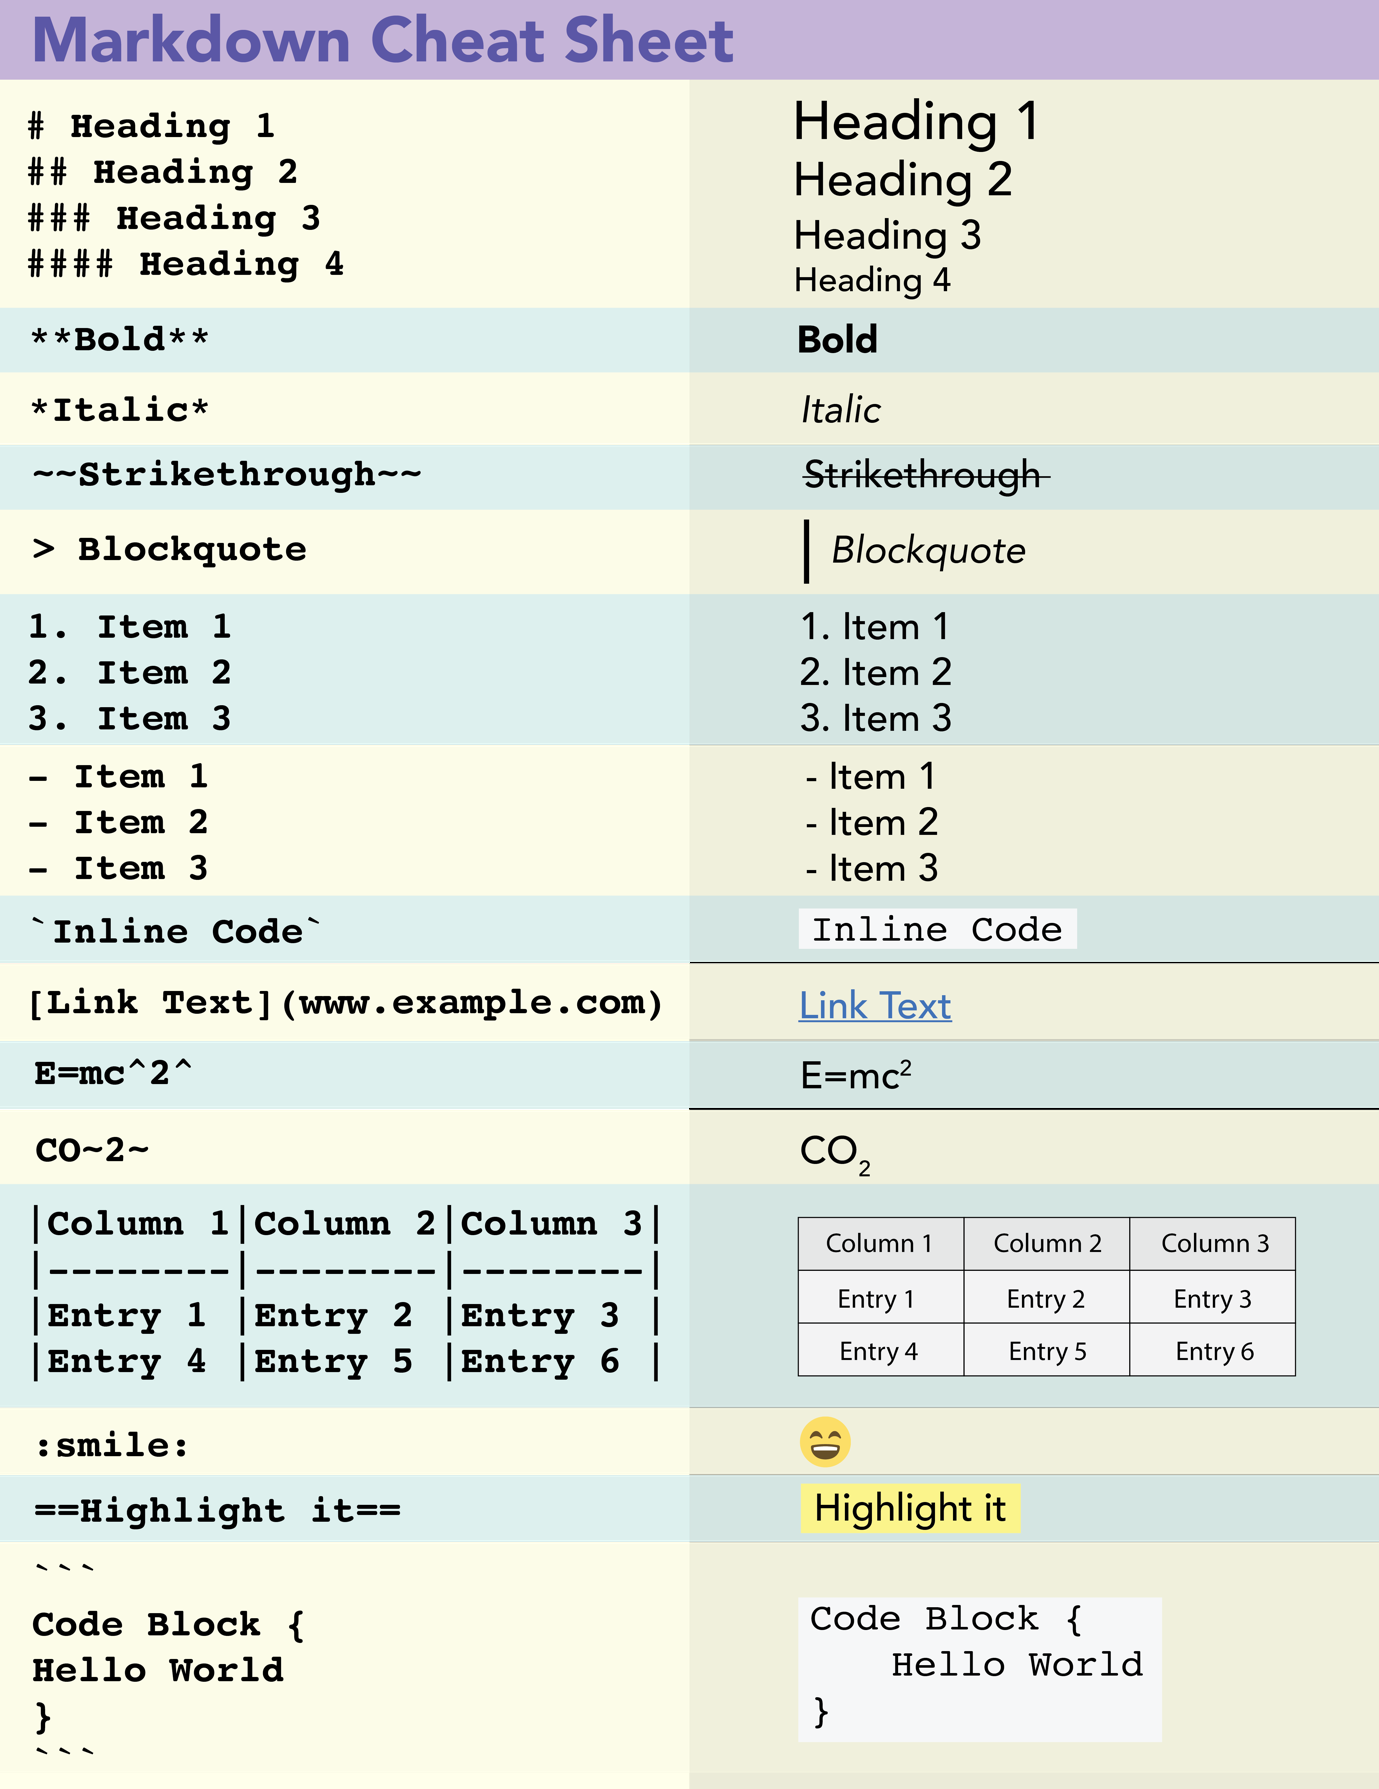 Markdown Cheat Sheet
# Heading 1
## Heading 2
### Heading 3
#### Heading 4
Heading 1
Heading 2
Heading 3
Heading 4
**Bold**
Bold
*Italic*
Italic
~~Strikethrough~~
Strikethrough
> Blockquote
Blockquote
1. Item 1
2. Item 2
3. Item 3
1. Item 1
2. Item 2
3. Item 3
- Item 1
- Item 2
- Item 3
- Item 1
- Item 2
- Item 3
`Inline Code`
Inline Code
[Link Text](www.example.com)
Link Text
E=mc^2^
E=mc²
CO~2~
CO₂
|Column 1|Column 2|Column 3|
|--------|--------|--------|
|Entry 1 |Entry 2 |Entry 3 |
|Entry 4 |Entry 5 |Entry 6 |
Column 1 Column 2 Column 3
Entry 1 Entry 2 Entry 3
Entry 4 Entry 5 Entry 6
:smile:
😄
==Highlight it==
Highlight it
```
Code Block {
Hello World
}
```
Code Block {
    Hello World
}